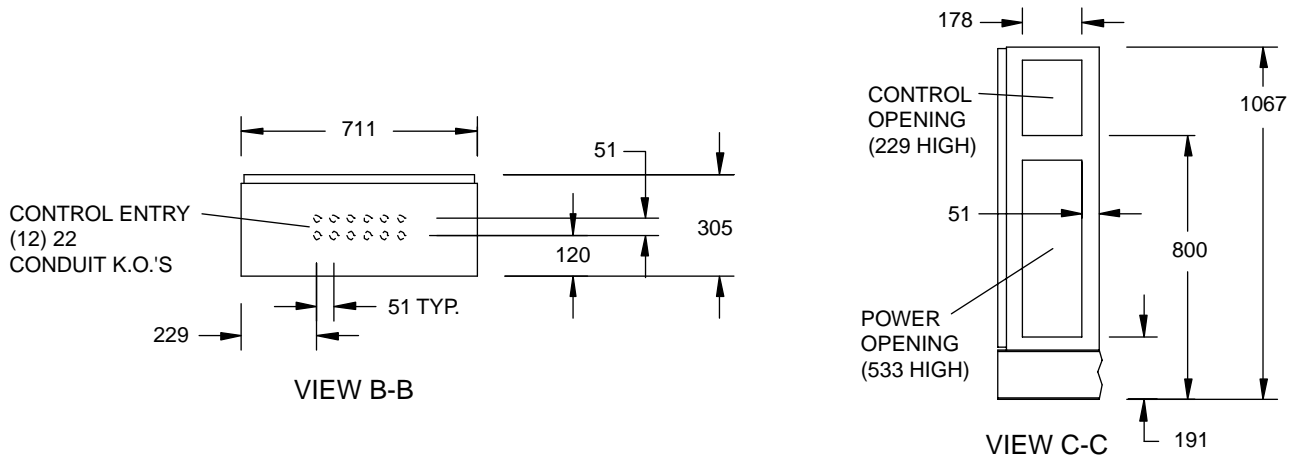 711
51
CONTROL ENTRY
(12) 22
CONDUIT K.O.'S
120
305
51 TYP.
229
VIEW B-B
178
CONTROL
OPENING
(229 HIGH)
1067
51
800
POWER
OPENING
(533 HIGH)
191
VIEW C-C